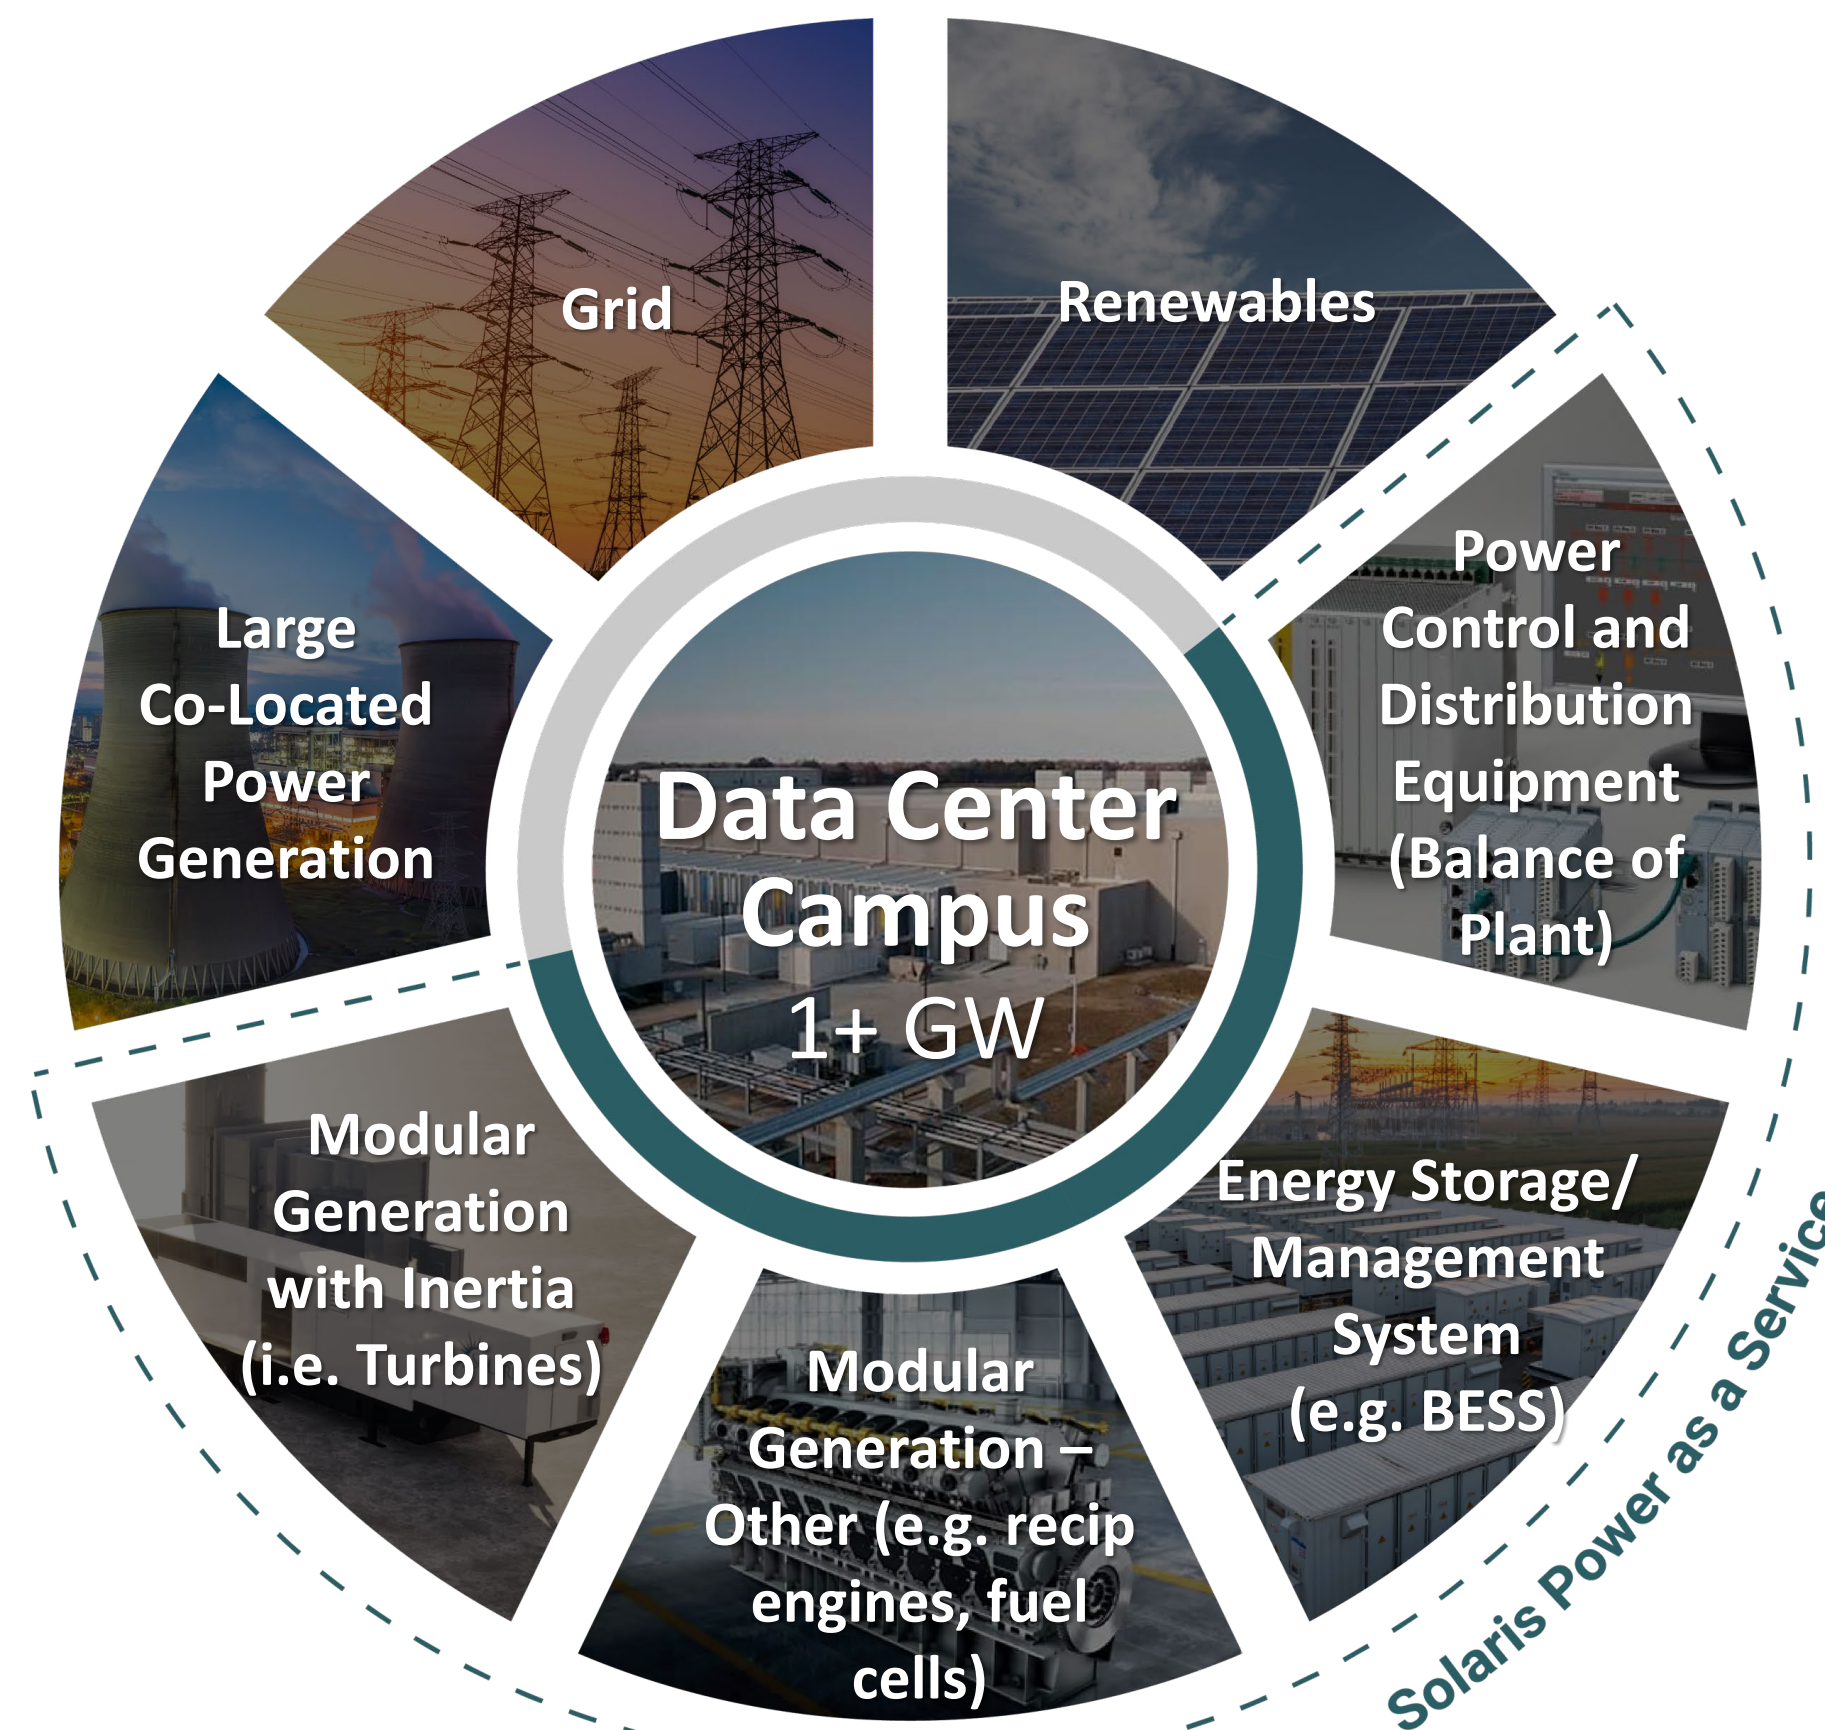 Grid
Renewables
Power
Control and
Distribution
Equipment
(Balance of
Plant)
Energy Storage/
Management
System
(e.g. BESS)
Modular
Generation –
Other (e.g. recip
engines, fuel
cells)
Modular
Generation
with Inertia
(i.e. Turbines)
Large
Co-Located
Power
Generation
Data Center
Campus
1+ GW
Solaris Power as a Service